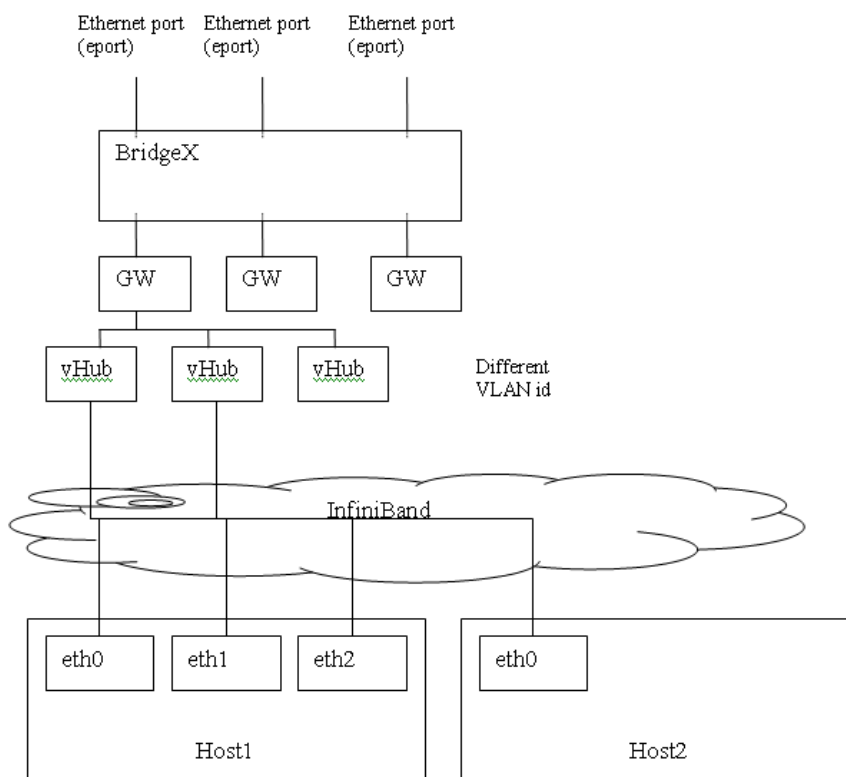 Ethernet port
(eport)
Ethernet port
(eport)
Ethernet port
(eport)
BridgeX
GW
GW
GW
vHub
vHub
vHub
Different
VLAN id
InfiniBand
eth0
eth1
eth2
eth0
Host1
Host2